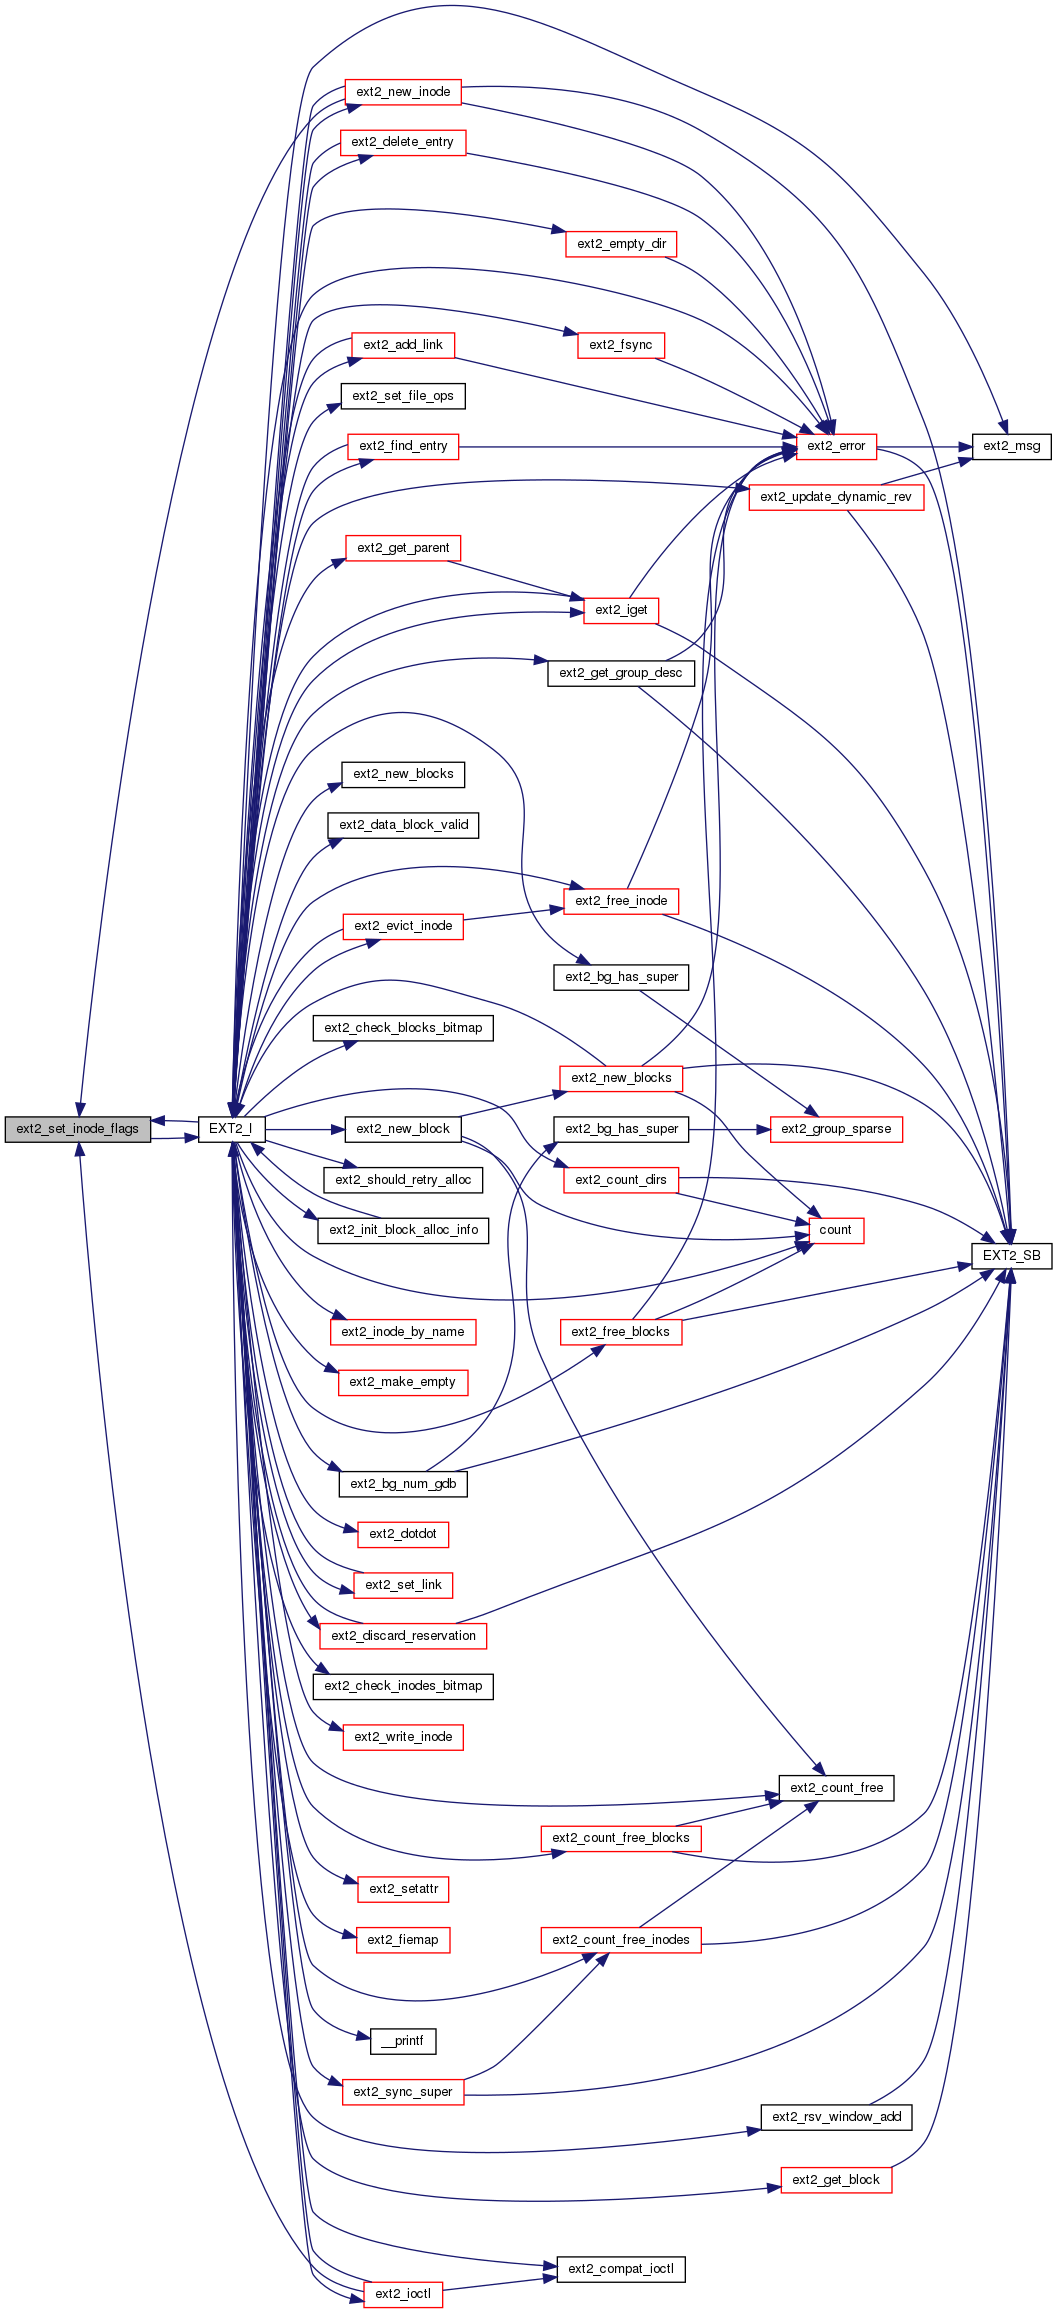 ext2_new_inode
ext2_delete_entry
ext2_empty_dir
ext2_add_link
ext2_fsync
ext2_set_file_ops
ext2_find_entry
ext2_error
ext2_msg
ext2_update_dynamic_rev
ext2_get_parent
ext2_iget
ext2_get_group_desc
ext2_new_blocks
ext2_data_block_valid
ext2_free_inode
ext2_evict_inode
ext2_bg_has_super
ext2_check_blocks_bitmap
ext2_new_blocks
ext2_set_inode_flags
EXT2_I
ext2_new_block
ext2_bg_has_super
ext2_group_sparse
ext2_should_retry_alloc
ext2_count_dirs
ext2_init_block_alloc_info
count
EXT2_SB
ext2_inode_by_name
ext2_free_blocks
ext2_make_empty
ext2_bg_num_gdb
ext2_dotdot
ext2_set_link
ext2_discard_reservation
ext2_check_inodes_bitmap
ext2_write_inode
ext2_count_free
ext2_count_free_blocks
ext2_setattr
ext2_fiemap
ext2_count_free_inodes
__printf
ext2_sync_super
ext2_rsv_window_add
ext2_get_block
ext2_compat_ioctl
ext2_ioctl